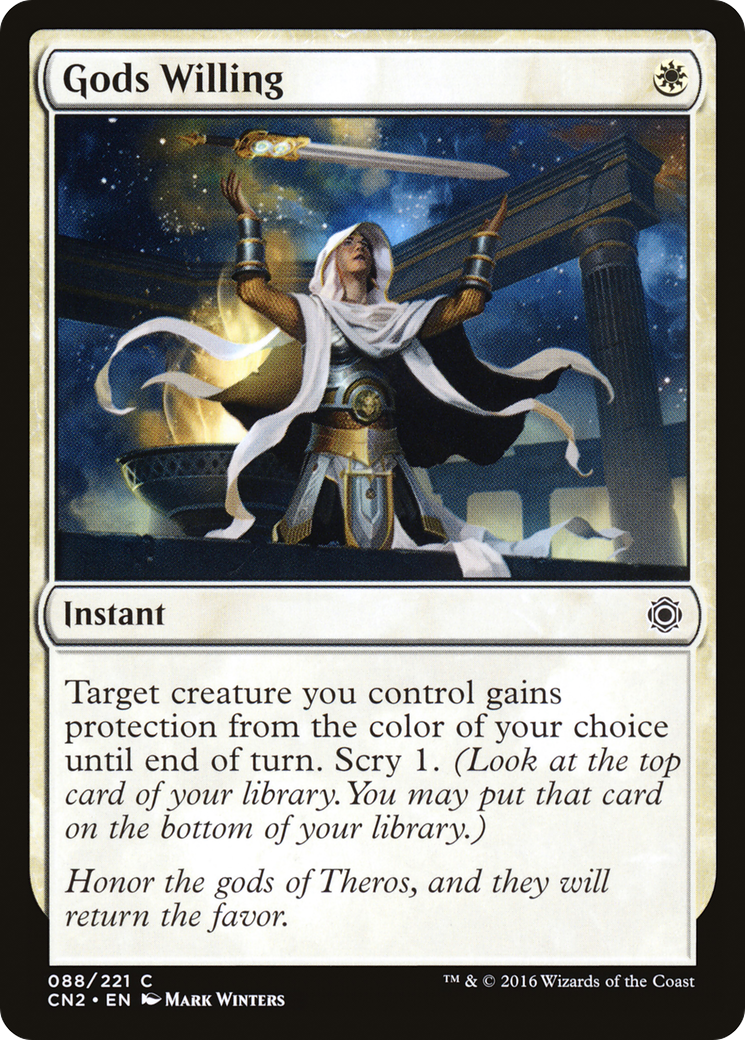 Gods Willing
Instant
Target creature you control gains
protection from the color of your choice
until end of turn. Scry 1. (Look at the top
card of your library. You may put that card
on the bottom of your library.)
Honor the gods of Theros, and they will
return the favor.
088/221 C
CN2 • EN Mark Winters
™ & © 2016 Wizards of the Coast